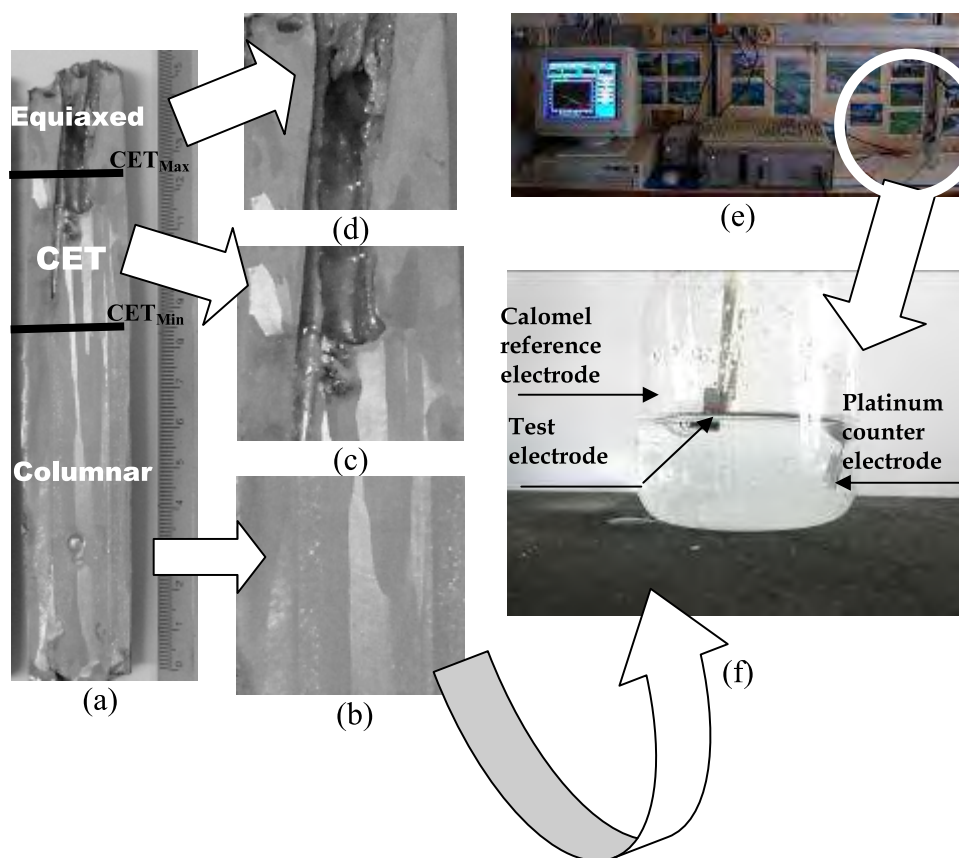 Equiaxed
CET Max
CET
CET Min
Columnar
(a)
(d)
(c)
(b)
(e)
Calomel
reference
electrode
Test
electrode
Platinum
counter
electrode
(f)